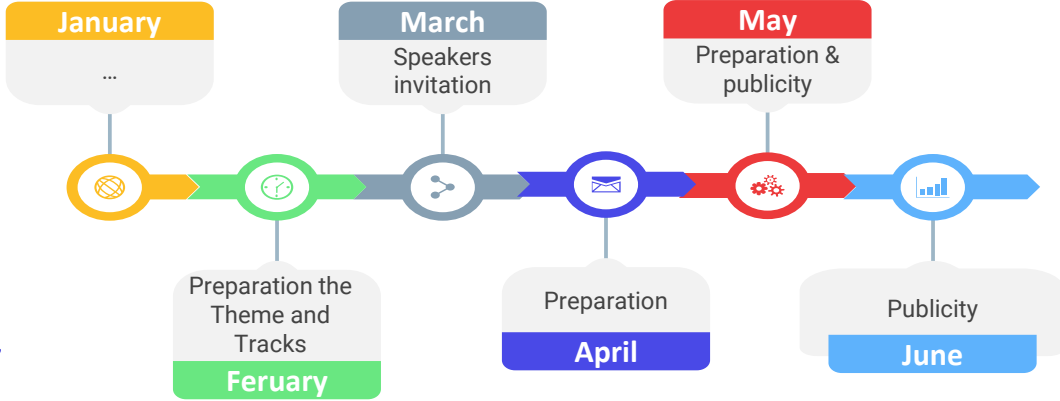 January
...
March
Speakers
invitation
May
Preparation &
publicity
Preparation the
Theme and
Tracks
Feruary
Preparation
April
Publicity
June